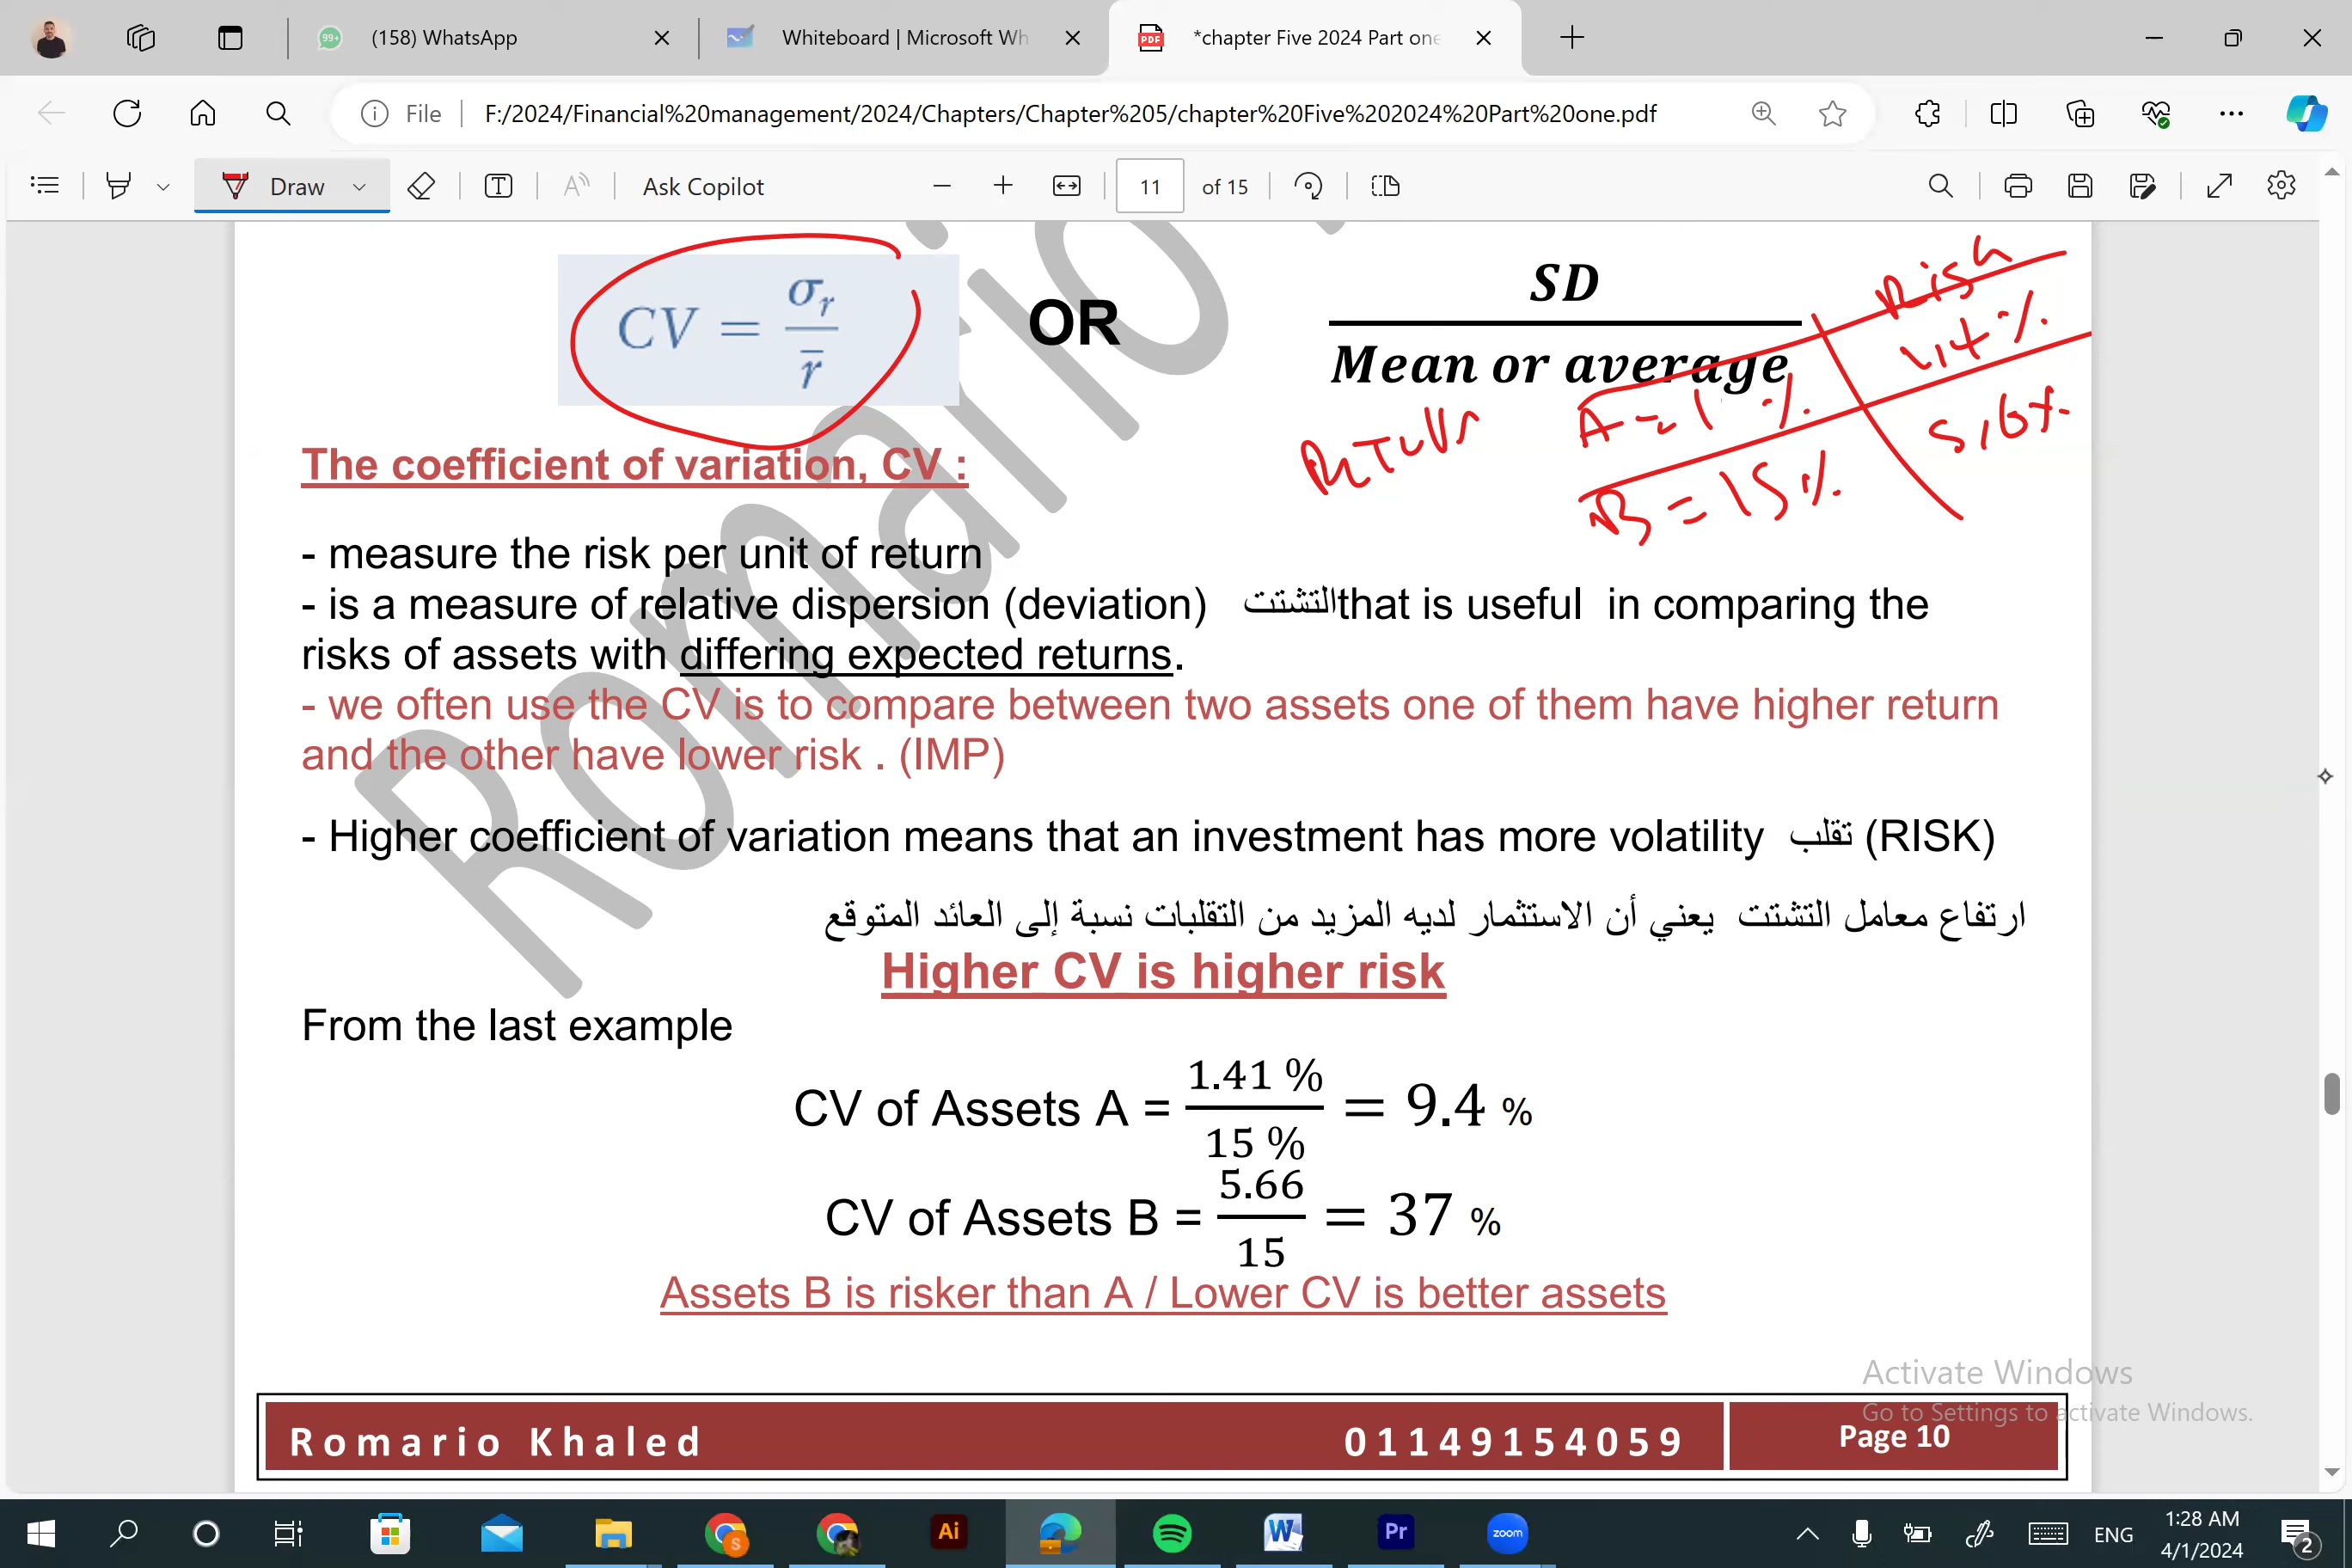 (158) WhatsApp
Whiteboard | Microsoft Wh
*chapter Five 2024 Part one
File
F:/2024/Financial%20management/2024/Chapters/Chapter%205/chapter%20Five%202024%20Part%20one.pdf
Draw
Ask Copilot
11 of 15
CV = σr / r̄
OR
SD
Mean or average
Risk
A = 1 %
B = 15 %
The coefficient of variation, CV :
- measure the risk per unit of return
- is a measure of relative dispersion (deviation) التشتت that is useful in comparing the
risks of assets with differing expected returns.
- we often use the CV is to compare between two assets one of them have higher return
and the other have lower risk . (IMP)
- Higher coefficient of variation means that an investment has more volatility تقلب (RISK)
ارتفاع معامل التشتت يعني أن الاستثمار لديه المزيد من التقلبات نسبة إلى العائد المتوقع
Higher CV is higher risk
From the last example
CV of Assets A = 1.41 % / 15 % = 9.4 %
CV of Assets B = 5.66 / 15 = 37 %
Assets B is risker than A / Lower CV is better assets
Romario
Activate Windows
Go to Settings to activate Windows.
Romario Khaled 01149154059 Page 10
Ai
Pr
zoom
ENG
1:28 AM
4/1/2024
2